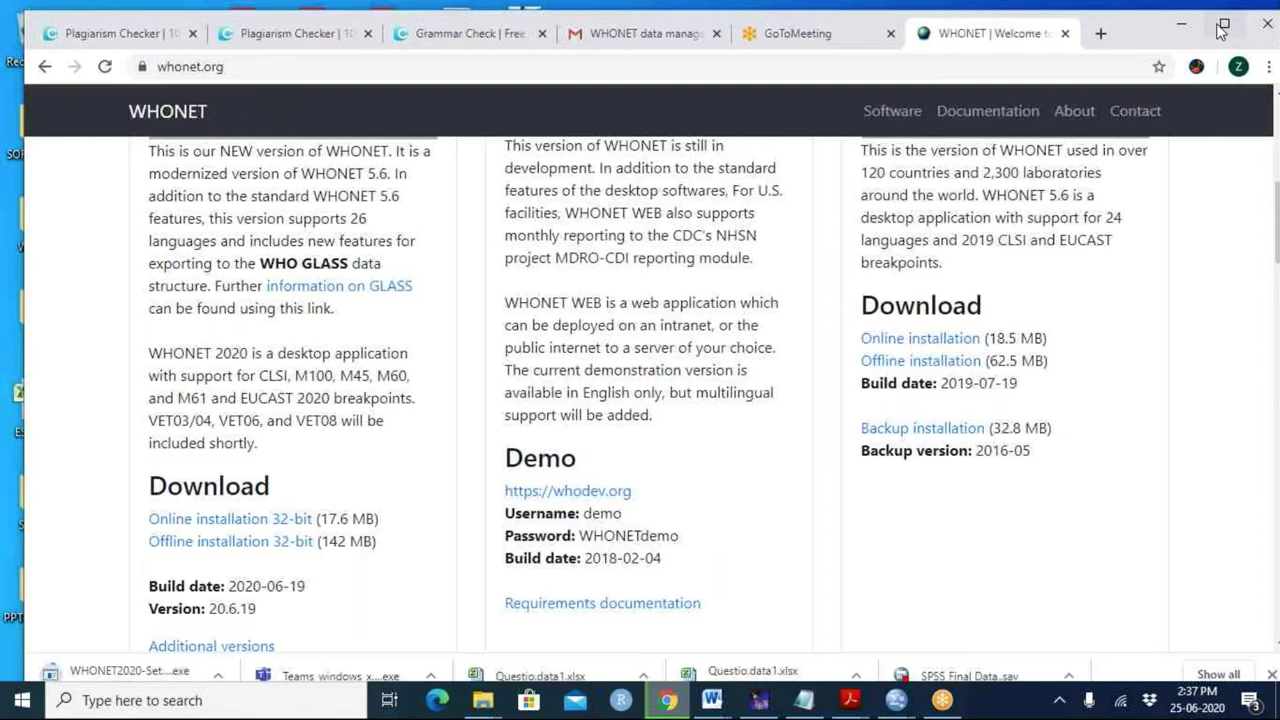 Plagiarism Checker | 10
Plagiarism Checker | 10
Grammar Check | Free
WHONET data manag
GoToMeeting
WHONET | Welcome to
whonet.org
Z
WHONET
Software
Documentation
About
Contact
This is our NEW version of WHONET. It is a
modernized version of WHONET 5.6. In
addition to the standard WHONET 5.6
features, this version supports 26
languages and includes new features for
exporting to the WHO GLASS data
structure. Further information on GLASS
can be found using this link.
WHONET 2020 is a desktop application
with support for CLSI, M100, M45, M60,
and M61 and EUCAST 2020 breakpoints.
VET03/04, VET06, and VET08 will be
included shortly.
Download
Online installation 32-bit (17.6 MB)
Offline installation 32-bit (142 MB)
Build date: 2020-06-19
Version: 20.6.19
Additional versions
This version of WHONET is still in
development. In addition to the standard
features of the desktop softwares, For U.S.
facilities, WHONET WEB also supports
monthly reporting to the CDC's NHSN
project MDRO-CDI reporting module.
WHONET WEB is a web application which
can be deployed on an intranet, or the
public internet to a server of your choice.
The current demonstration version is
available in English only, but multilingual
support will be added.
Demo
https://whodev.org
Username: demo
Password: WHONETdemo
Build date: 2018-02-04
Requirements documentation
This is the version of WHONET used in over
120 countries and 2,300 laboratories
around the world. WHONET 5.6 is a
desktop application with support for 24
languages and 2019 CLSI and EUCAST
breakpoints.
Download
Online installation (18.5 MB)
Offline installation (62.5 MB)
Build date: 2019-07-19
Backup installation (32.8 MB)
Backup version: 2016-05
WHONET2020-Set....exe
Teams windows x....exe
Questio.data1.xlsx
Questio.data1.xlsx
SPSS Final Data..sav
Show all
Type here to search
R
2:37 PM
25-06-2020
3